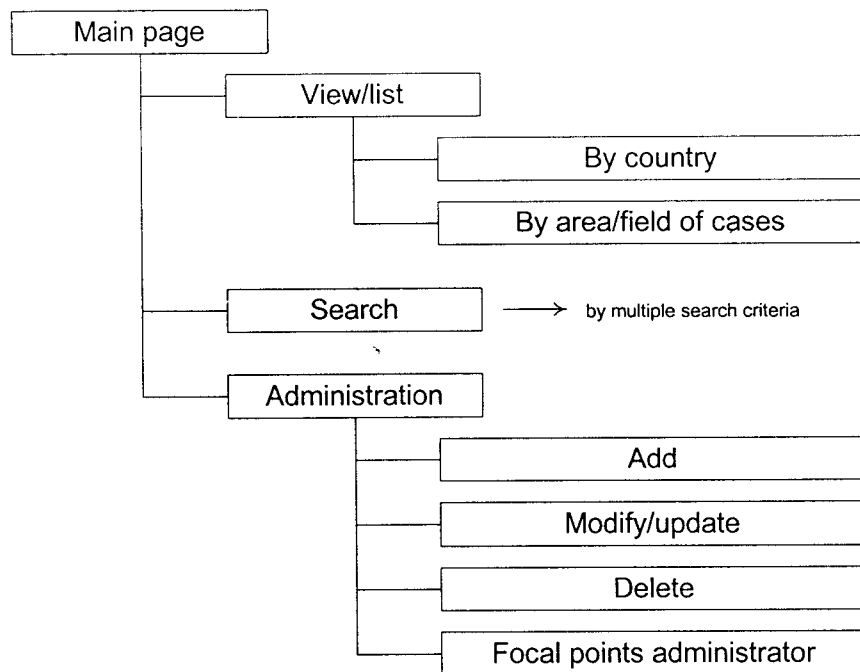 Main page
View/list
By country
By area/field of cases
Search
by multiple search criteria
Administration
Add
Modify/update
Delete
Focal points administrator